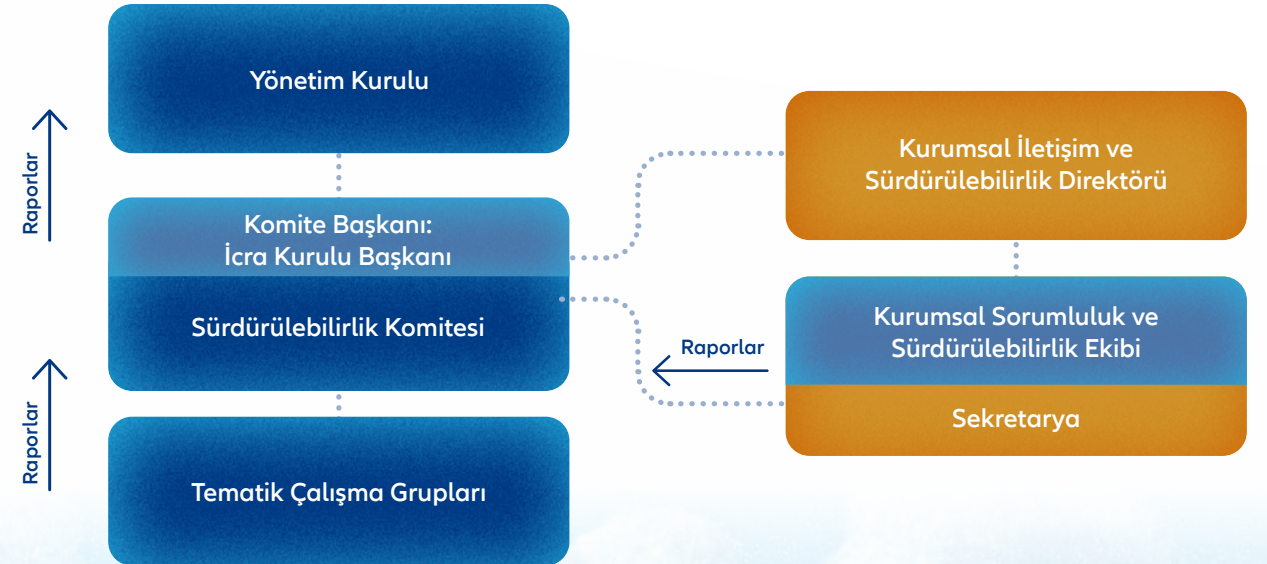 Yönetim Kurulu
Raporlar
Komite Başkanı:
İcra Kurulu Başkanı
Sürdürülebilirlik Komitesi
Raporlar
Tematik Çalışma Grupları
Kurumsal İletişim ve
Sürdürülebilirlik Direktörü
Kurumsal Sorumluluk ve
Sürdürülebilirlik Ekibi
Raporlar
Sekretarya